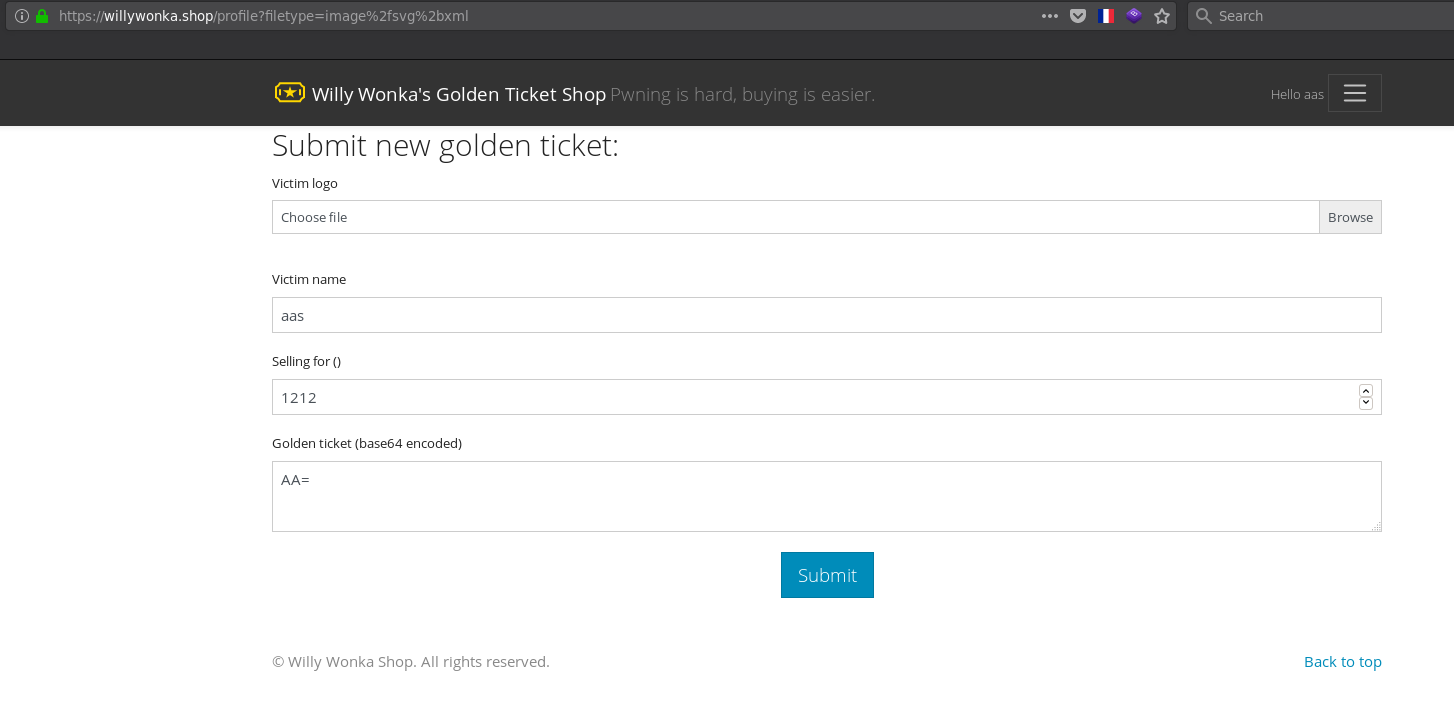 https://willywonka.shop/profile?filetype=image%2fsvg%2bxml
Search
Willy Wonka's Golden Ticket Shop Pwning is hard, buying is easier.
Hello aas
Submit new golden ticket:
Victim logo
Choose file
Browse
Victim name
aas
Selling for ()
1212
Golden ticket (base64 encoded)
AA=
Submit
© Willy Wonka Shop. All rights reserved.
Back to top